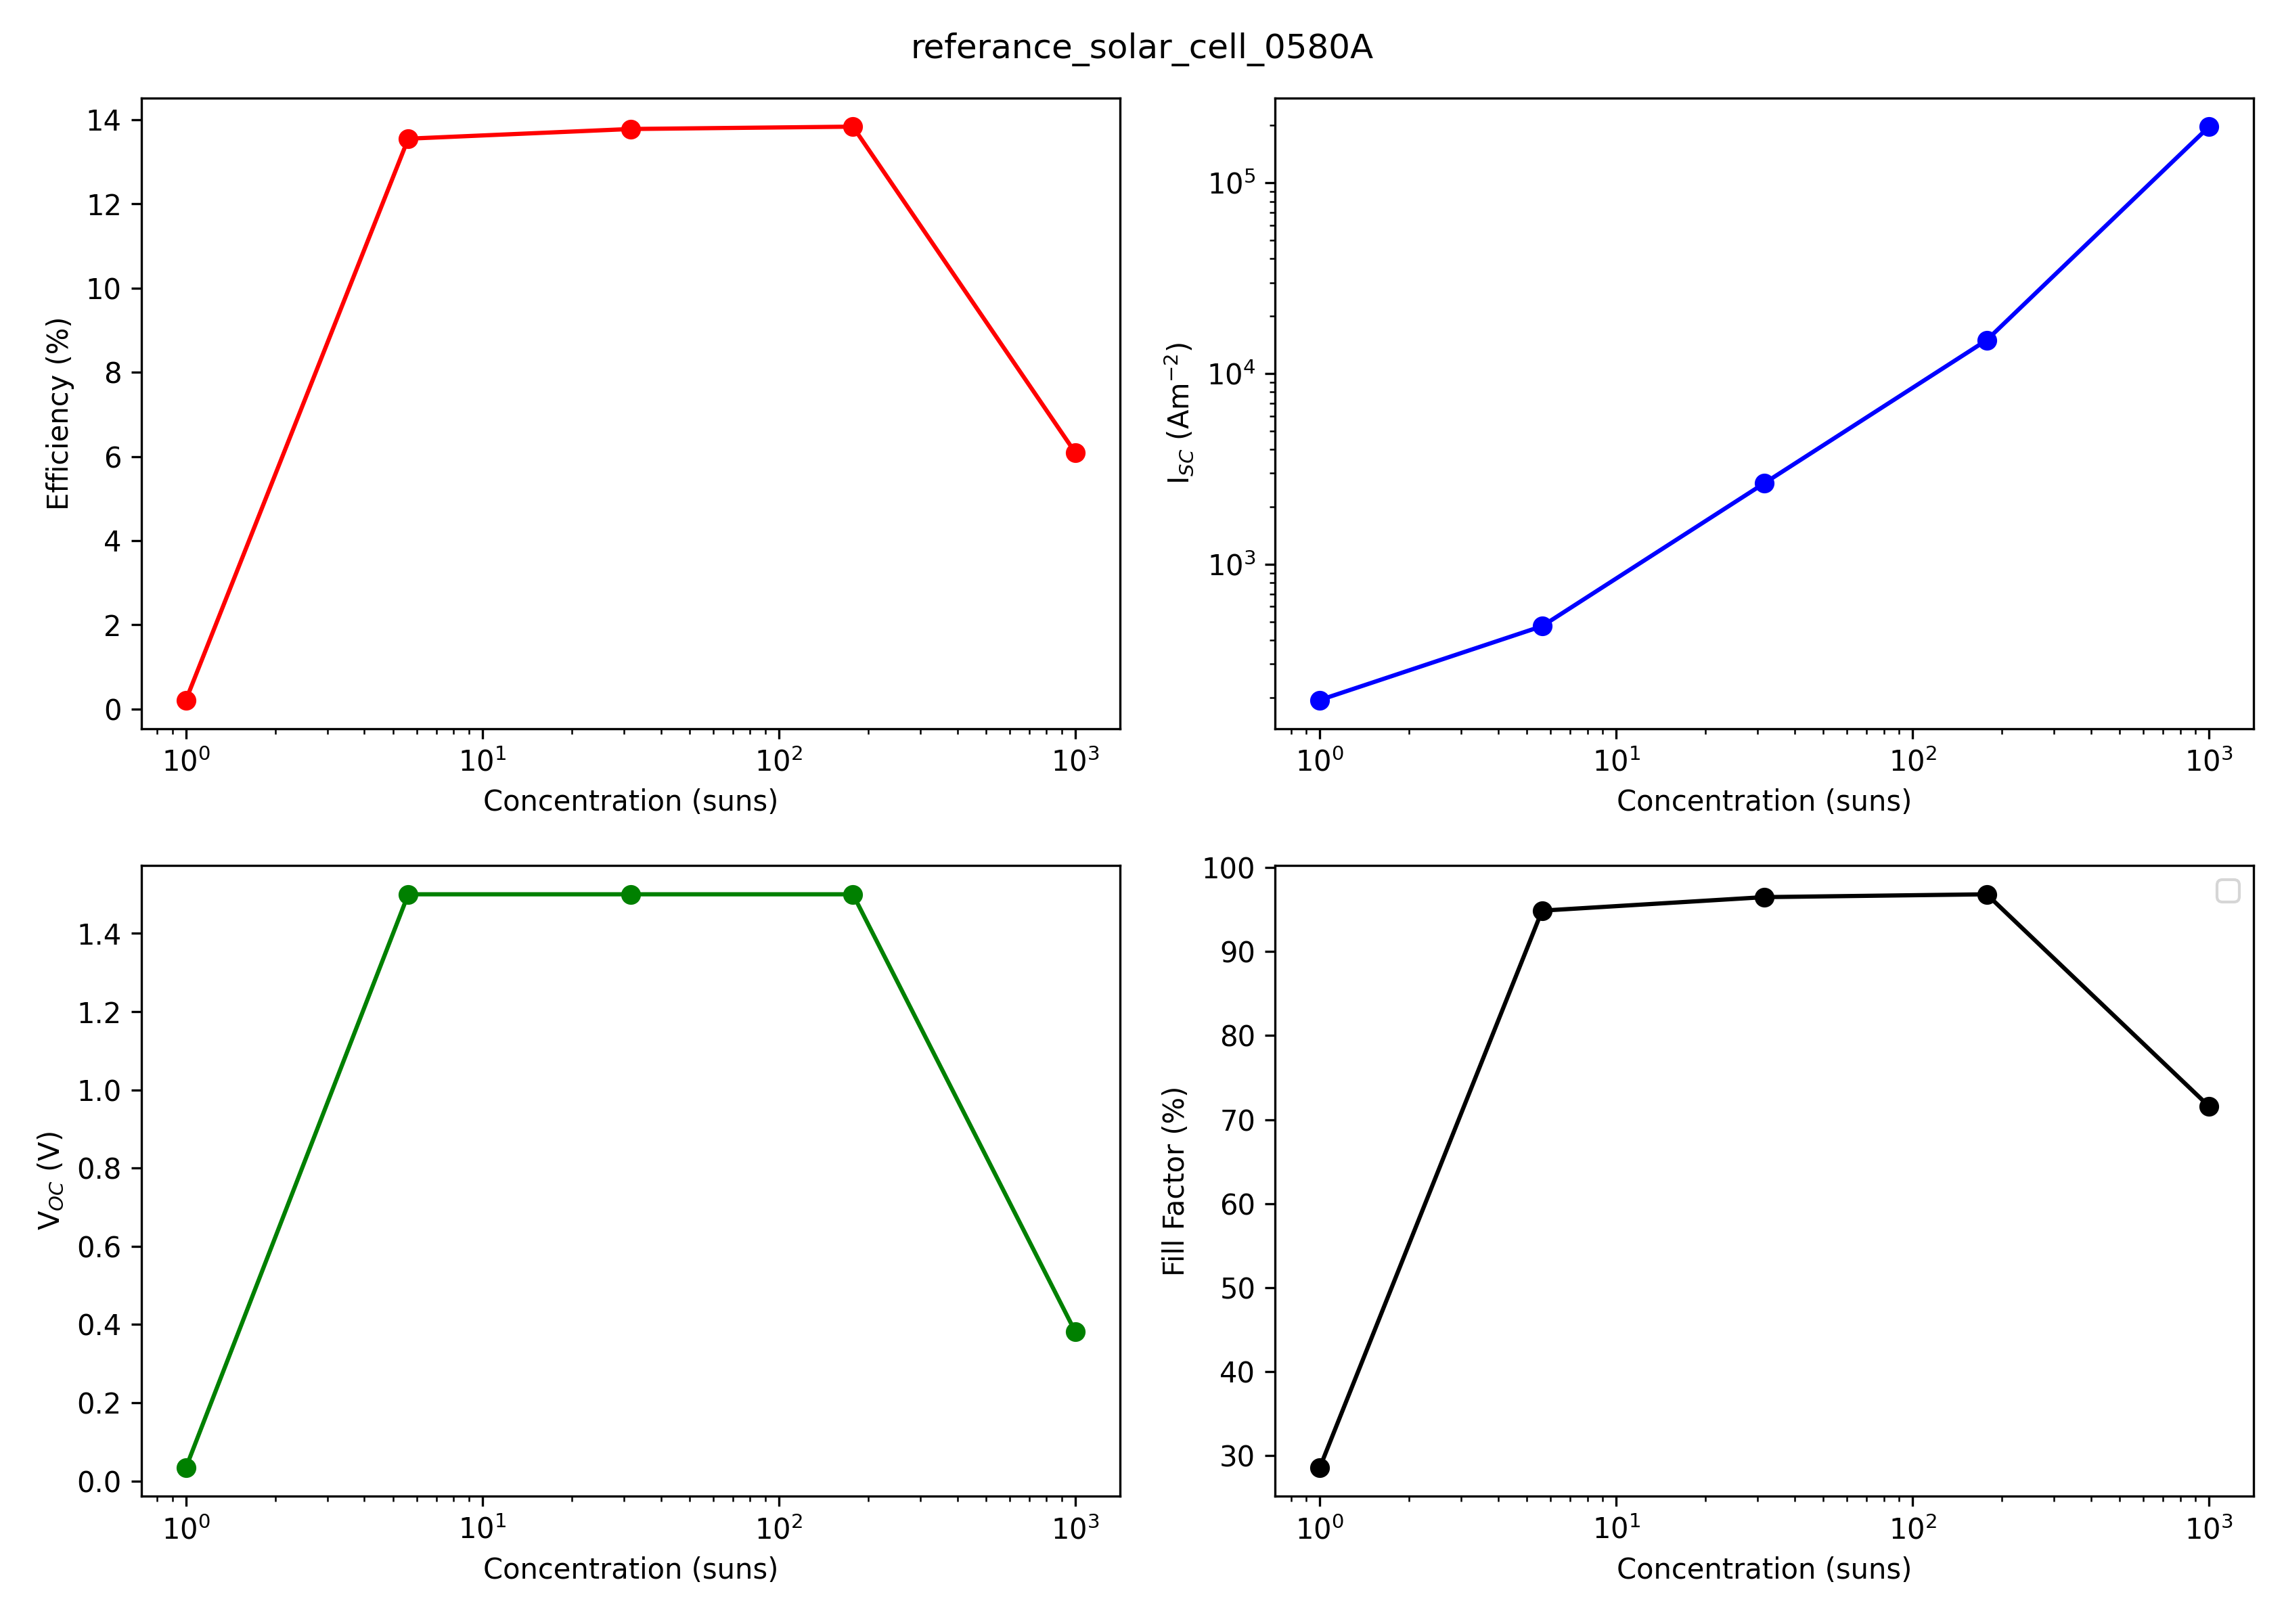 referance_solar_cell_0580A
Efficiency (%)
14
12
10
8
6
4
2
0
10⁰ 10¹ 10² 10³
Concentration (suns)
I_SC (Am⁻²)
10⁵
10⁴
10³
10⁰ 10¹ 10² 10³
Concentration (suns)
V_OC (V)
1.4
1.2
1.0
0.8
0.6
0.4
0.2
0.0
10⁰ 10¹ 10² 10³
Concentration (suns)
Fill Factor (%)
100
90
80
70
60
50
40
30
10⁰ 10¹ 10² 10³
Concentration (suns)